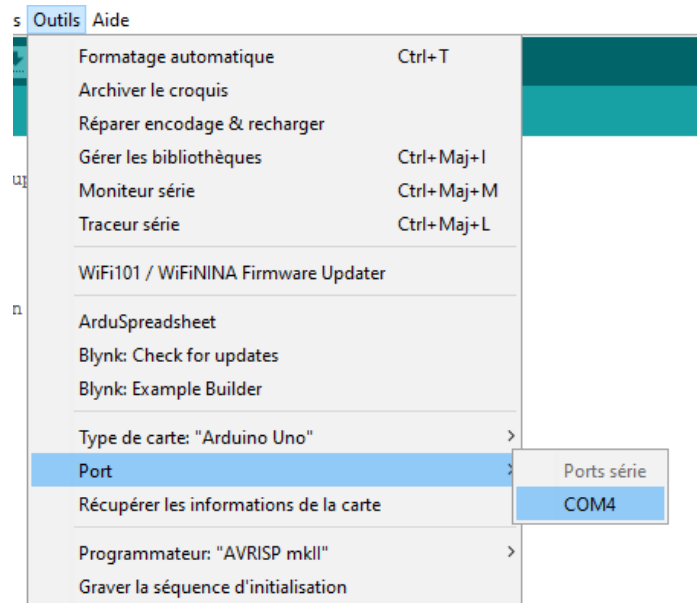 s Outils Aide
Formatage automatique Ctrl+T
Archiver le croquis
Réparer encodage & recharger
Gérer les bibliothèques Ctrl+Maj+I
up
Moniteur série Ctrl+Maj+M
Traceur série Ctrl+Maj+L
WiFi101 / WiFiNINA Firmware Updater
n
ArduSpreadsheet
Blynk: Check for updates
Blynk: Example Builder
Type de carte: "Arduino Uno"
Port Ports série
Récupérer les informations de la carte COM4
Programmateur: "AVRISP mkII"
Graver la séquence d'initialisation